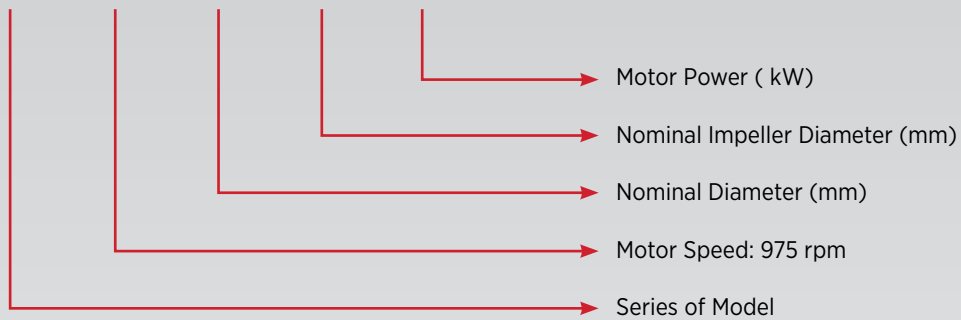 Motor Power ( kW)
Nominal Impeller Diameter (mm)
Nominal Diameter (mm)
Motor Speed: 975 rpm
Series of Model